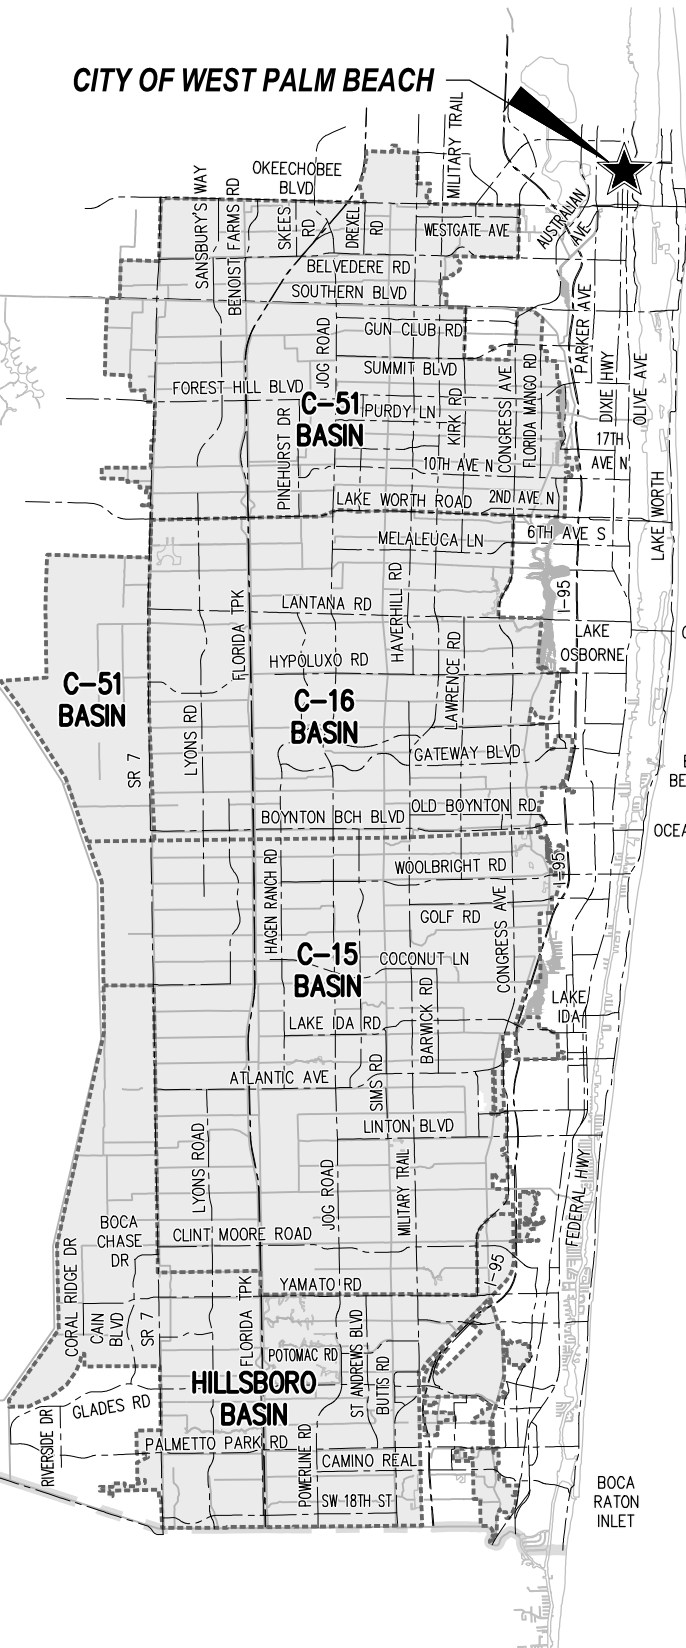 CITY OF WEST PALM BEACH
MILITARY TRAIL
OKEECHOBEE
BLVD
SANSBURY'S WAY
BENOIST FARMS RD
SKEES
RD
DREXEL
RD
WESTGATE AVE
AUSTRALIAN
AVE
BELVEDERE RD
SOUTHERN BLVD
GUN CLUB RD
JOG ROAD
SUMMIT BLVD
PARKER AVE
DIXIE HWY
OLIVE AVE
FOREST HILL BLVD
C-51
BASIN
PURDY LN
KIRK RD
CONGRESS AVE
FLORIDA MANGO RD
PINEHURST DR
17TH
AVE N
10TH AVE N
LAKE WORTH ROAD
2ND AVE N
LAKE WORTH
MELALEUCA LN
6TH AVE S
I-95
LANTANA RD
HAVERHILL RD
FLORIDA TPK
LAKE
OSBORNE
HYPOLUXO RD
LAWRENCE RD
C-51
BASIN
C-16
BASIN
LYONS RD
SR 7
GATEWAY BLVD
OLD BOYNTON RD
BOYNTON BCH BLVD
OCEA
HAGEN RANCH RD
WOOLBRIGHT RD
I-95
GOLF RD
CONGRESS AVE
C-15
BASIN
COCONUT LN
BARWICK RD
LAKE
IDA
LAKE IDA RD
ATLANTIC AVE
SIMS RD
LINTON BLVD
LYONS ROAD
JOG ROAD
MILITARY TRAIL
FEDERAL HWY
BOCA
CHASE
DR
CLINT MOORE ROAD
CORAL RIDGE DR
I-95
YAMATO RD
CAIN
BLVD
SR 7
FLORIDA TPK
POTOMAC RD
ST ANDREWS BLVD
BUTTS RD
HILLSBORO
BASIN
GLADES RD
RIVERSIDE DR
PALMETTO PARK RD
POWERLINE RD
CAMINO REAL
SW 18TH ST
BOCA
RATON
INLET